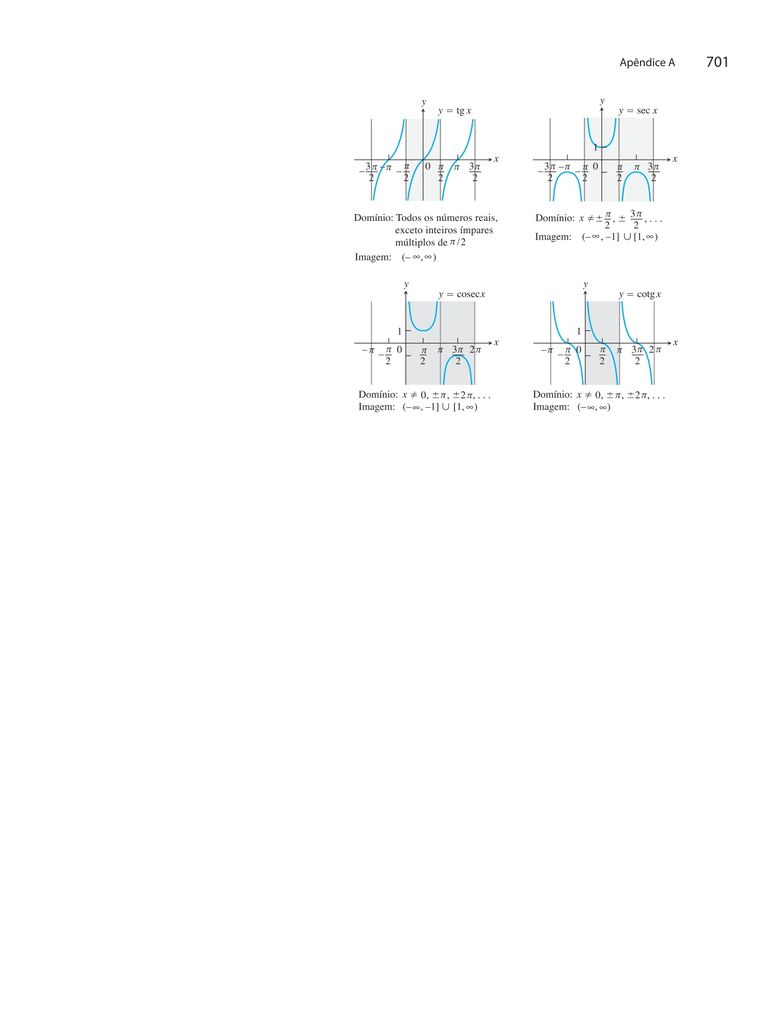 Apêndice A 701
y
y = tg x
x
–3π/2 –π –π/2 0 π/2 π 3π/2
Domínio: Todos os números reais,
exceto inteiros ímpares
múltiplos de π/2
Imagem: (–∞, ∞)
y
y = sec x
1
x
–3π/2 –π –π/2 0 π/2 π 3π/2
Domínio: x ≠ ± π/2, ± 3π/2, . . .
Imagem: (–∞, –1] ∪ [1, ∞)
y
y = cosec x
1
x
–π –π/2 0 π/2 π 3π/2 2π
Domínio: x ≠ 0, ±π, ±2π, . . .
Imagem: (–∞, –1] ∪ [1, ∞)
y
y = cotg x
1
x
–π –π/2 0 π/2 π 3π/2 2π
Domínio: x ≠ 0, ±π, ±2π, . . .
Imagem: (–∞, ∞)